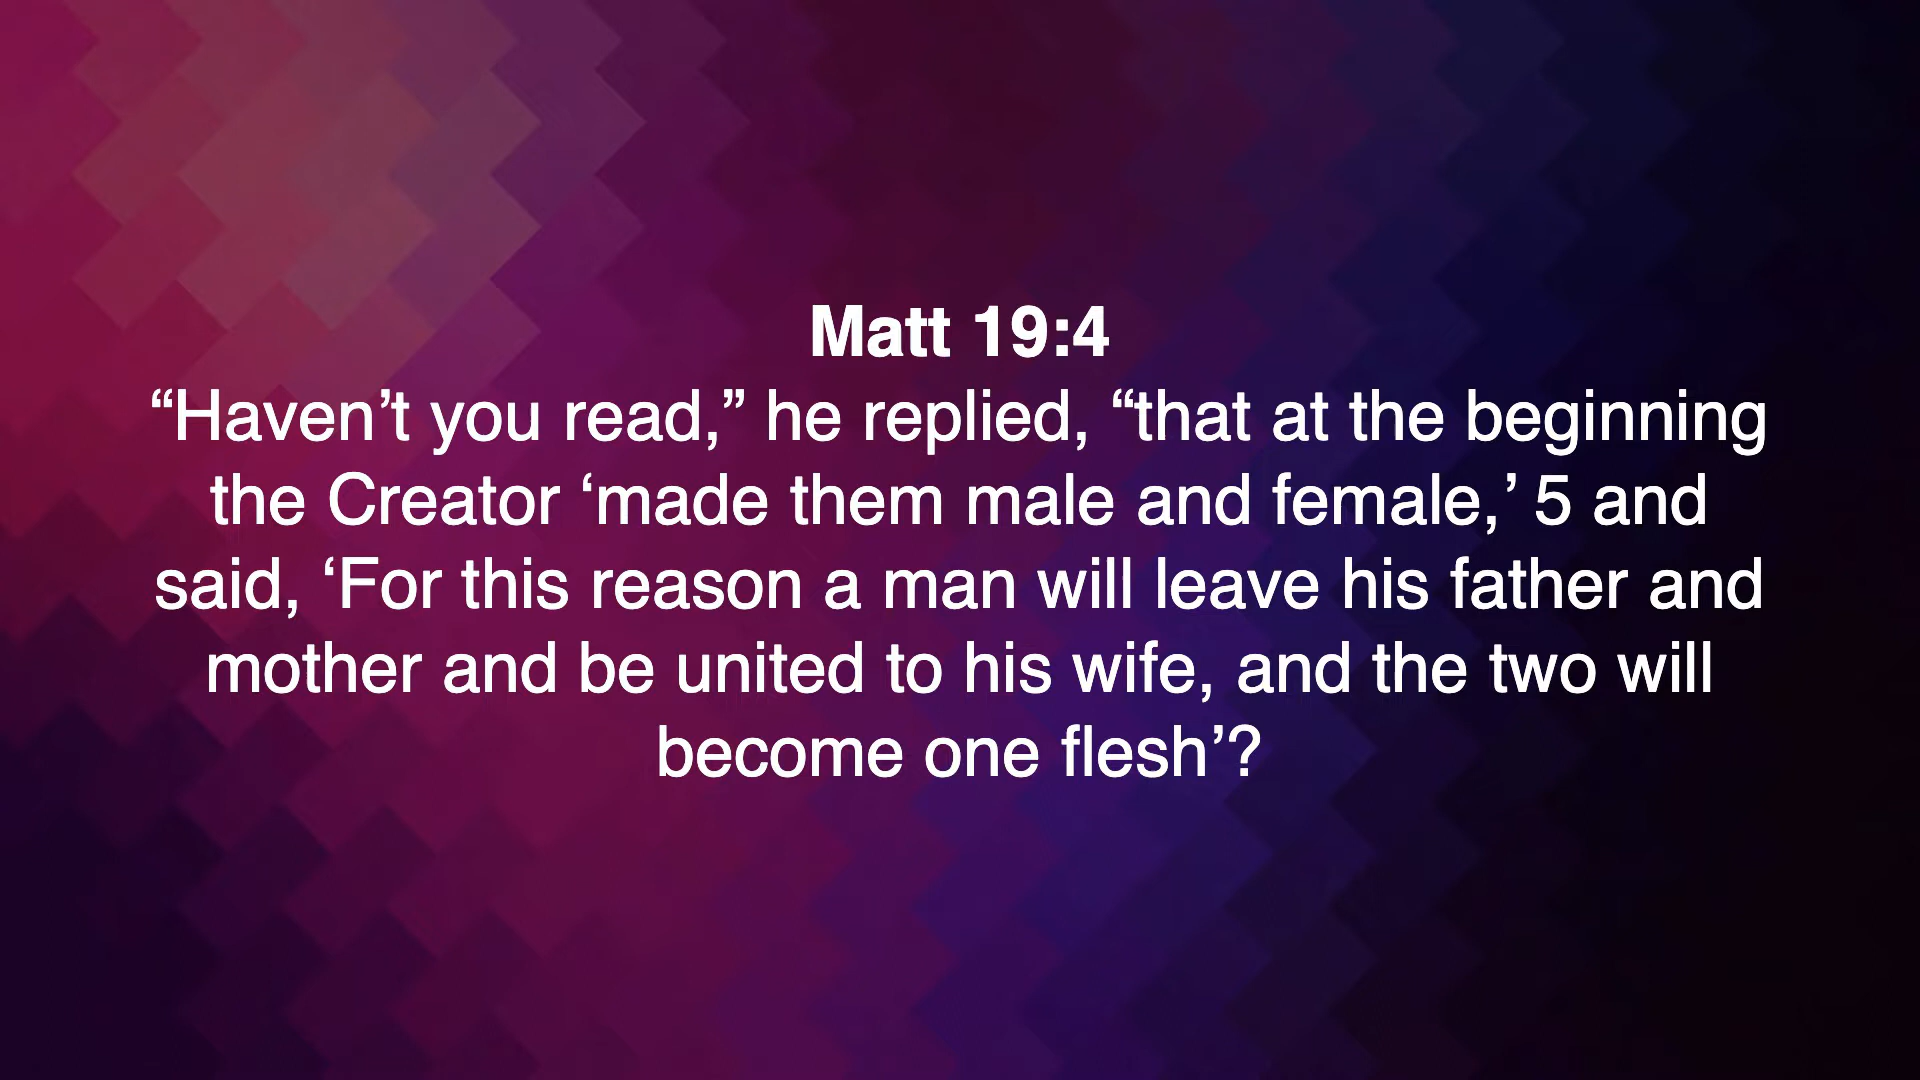 Matt 19:4
“Haven’t you read,” he replied, “that at the beginning
the Creator ‘made them male and female,’ 5 and
said, ‘For this reason a man will leave his father and
mother and be united to his wife, and the two will
become one flesh’?